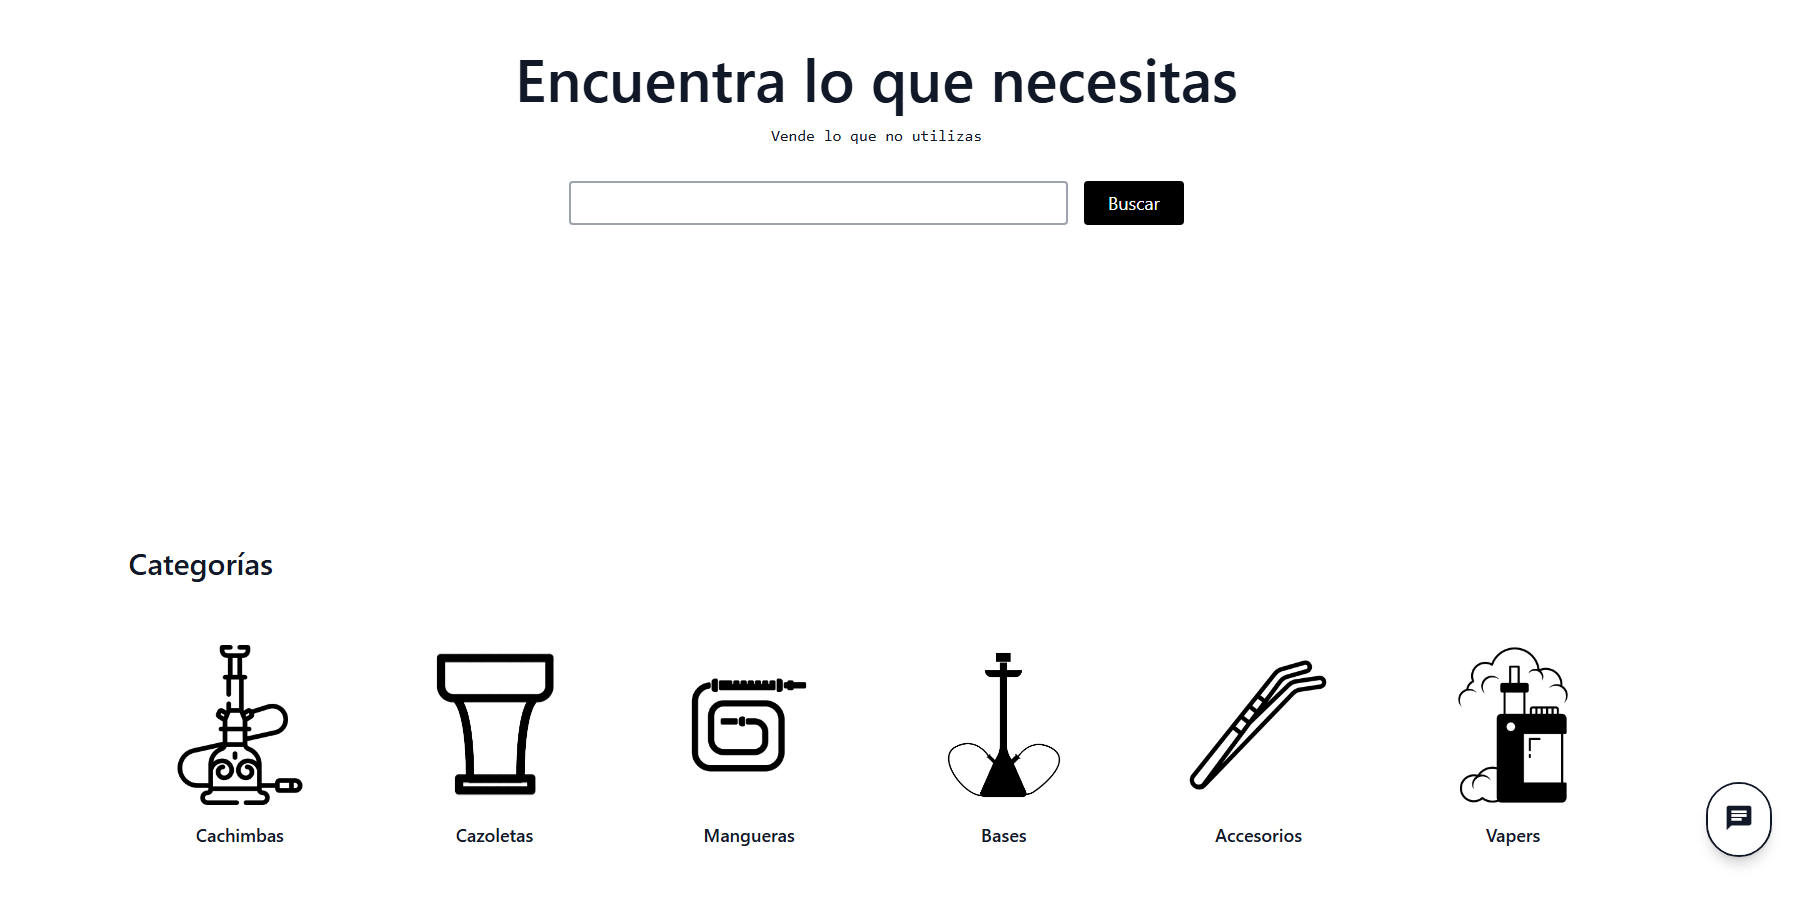 Encuentra lo que necesitas
Vende lo que no utilizas
Buscar
Categorías
Cachimbas
Cazoletas
Mangueras
Bases
Accesorios
Vapers